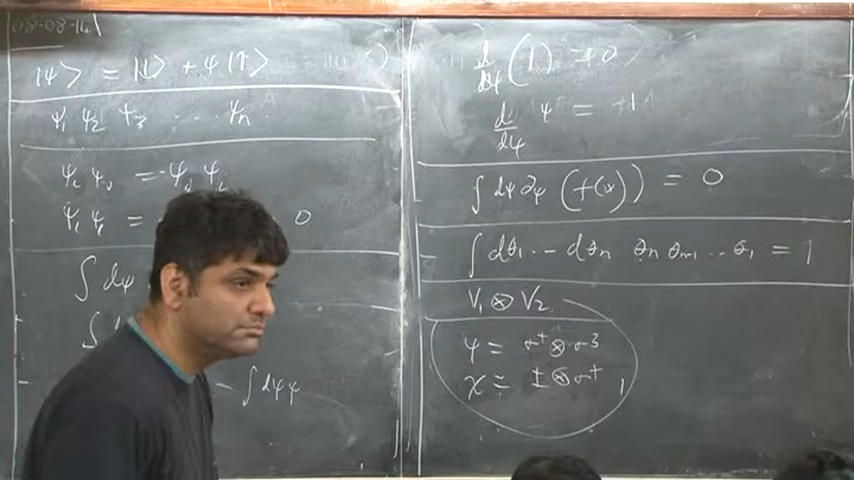 08-08-14
|ψ> = |↓> + ψ|↑>
ψ₁ ψ₂ ψ₃ ... ψₙ
ψᵢ ψⱼ = -ψⱼ ψᵢ
ψᵢ ψᵢ = 0
∫ dψ
∫
- ∫ dψ ψ
d/dψ (1) = 0
d/dψ ψ = +1
∫ dψ ∂ψ (f(x)) = 0
∫ dθ₁ -- dθₙ θₙ θₙ₋₁ .. θ₁ = 1
V₁ ⊗ V₂
ψ = σ⁺ ⊗ σ³
χ = 1 ⊗ σ⁺